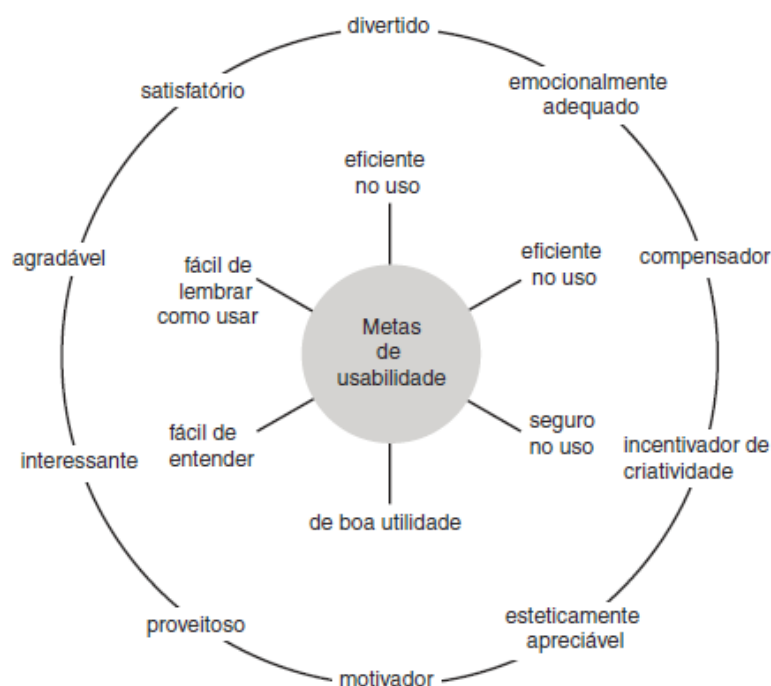 divertido
satisfatório
emocionalmente
adequado
eficiente
no uso
agradável
fácil de
lembrar
como usar
eficiente
no uso
compensador
Metas
de
usabilidade
interessante
fácil de
entender
seguro
no uso
incentivador de
criatividade
de boa utilidade
proveitoso
esteticamente
apreciável
motivador